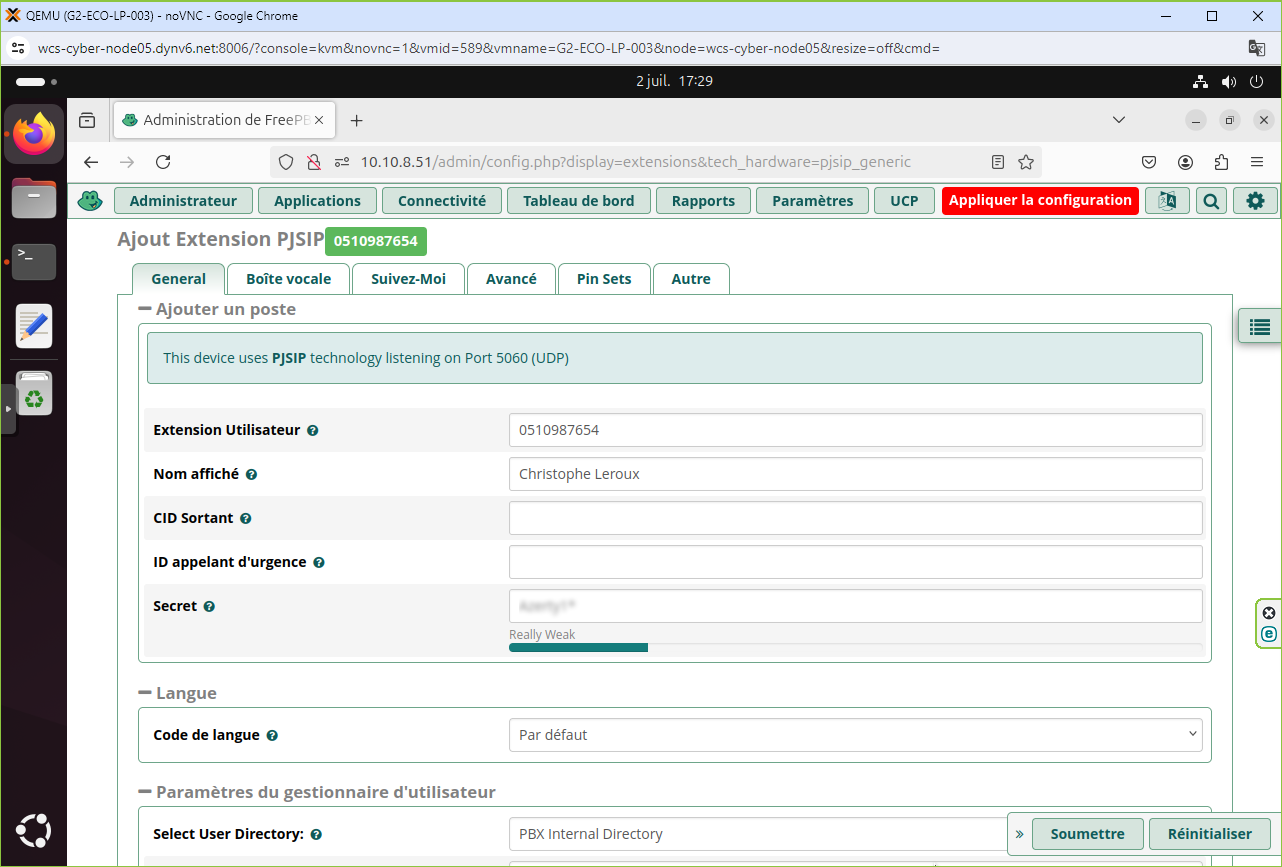 QEMU (G2-ECO-LP-003) - noVNC - Google Chrome
wcs-cyber-node05.dynv6.net:8006/?console=kvm&novnc=1&vmid=589&vmname=G2-ECO-LP-003&node=wcs-cyber-node05&resize=off&cmd=
2 juil. 17:29
Administration de FreePB
10.10.8.51/admin/config.php?display=extensions&tech_hardware=pjsip_generic
Administrateur Applications Connectivité Tableau de bord Rapports Paramètres UCP Appliquer la configuration
Ajout Extension PJSIP 0510987654
General Boîte vocale Suivez-Moi Avancé Pin Sets Autre
Ajouter un poste
This device uses PJSIP technology listening on Port 5060 (UDP)
Extension Utilisateur 0510987654
Nom affiché Christophe Leroux
CID Sortant
ID appelant d'urgence
Secret
Really Weak
Langue
Code de langue Par défaut
Paramètres du gestionnaire d'utilisateur
Select User Directory: PBX Internal Directory
» Soumettre Réinitialiser